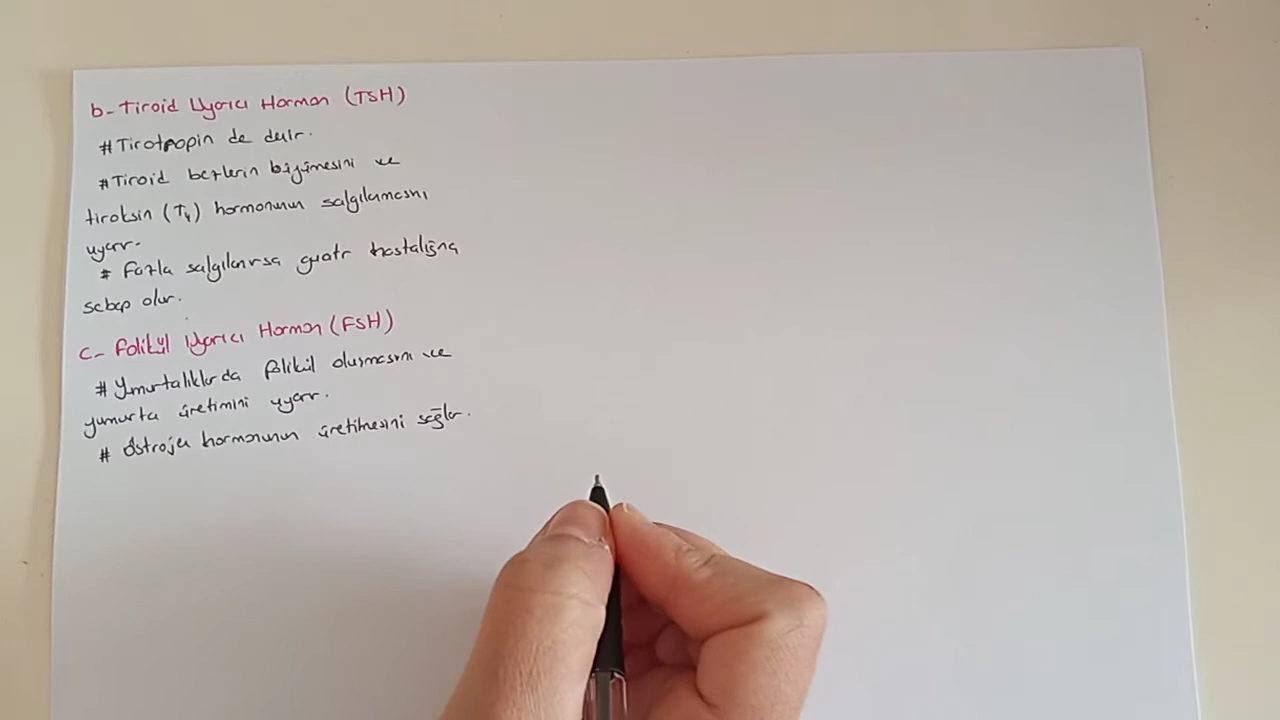 b- Tiroid Uyarıcı Hormon (TSH)
# Tirotropin de denir.
# Tiroid bezlerin büyümesini ve
tiroksin (T4) hormonunun salgılamasını
uyarır.
# Fazla salgılanırsa guatr hastalığına
sebep olur.
c- Folikül Uyarıcı Hormon (FSH)
# Yumurtalıklarda folikül oluşmasını ve
yumurta üretimini uyarır.
# Östrojen hormonunun üretilmesini sağlar.